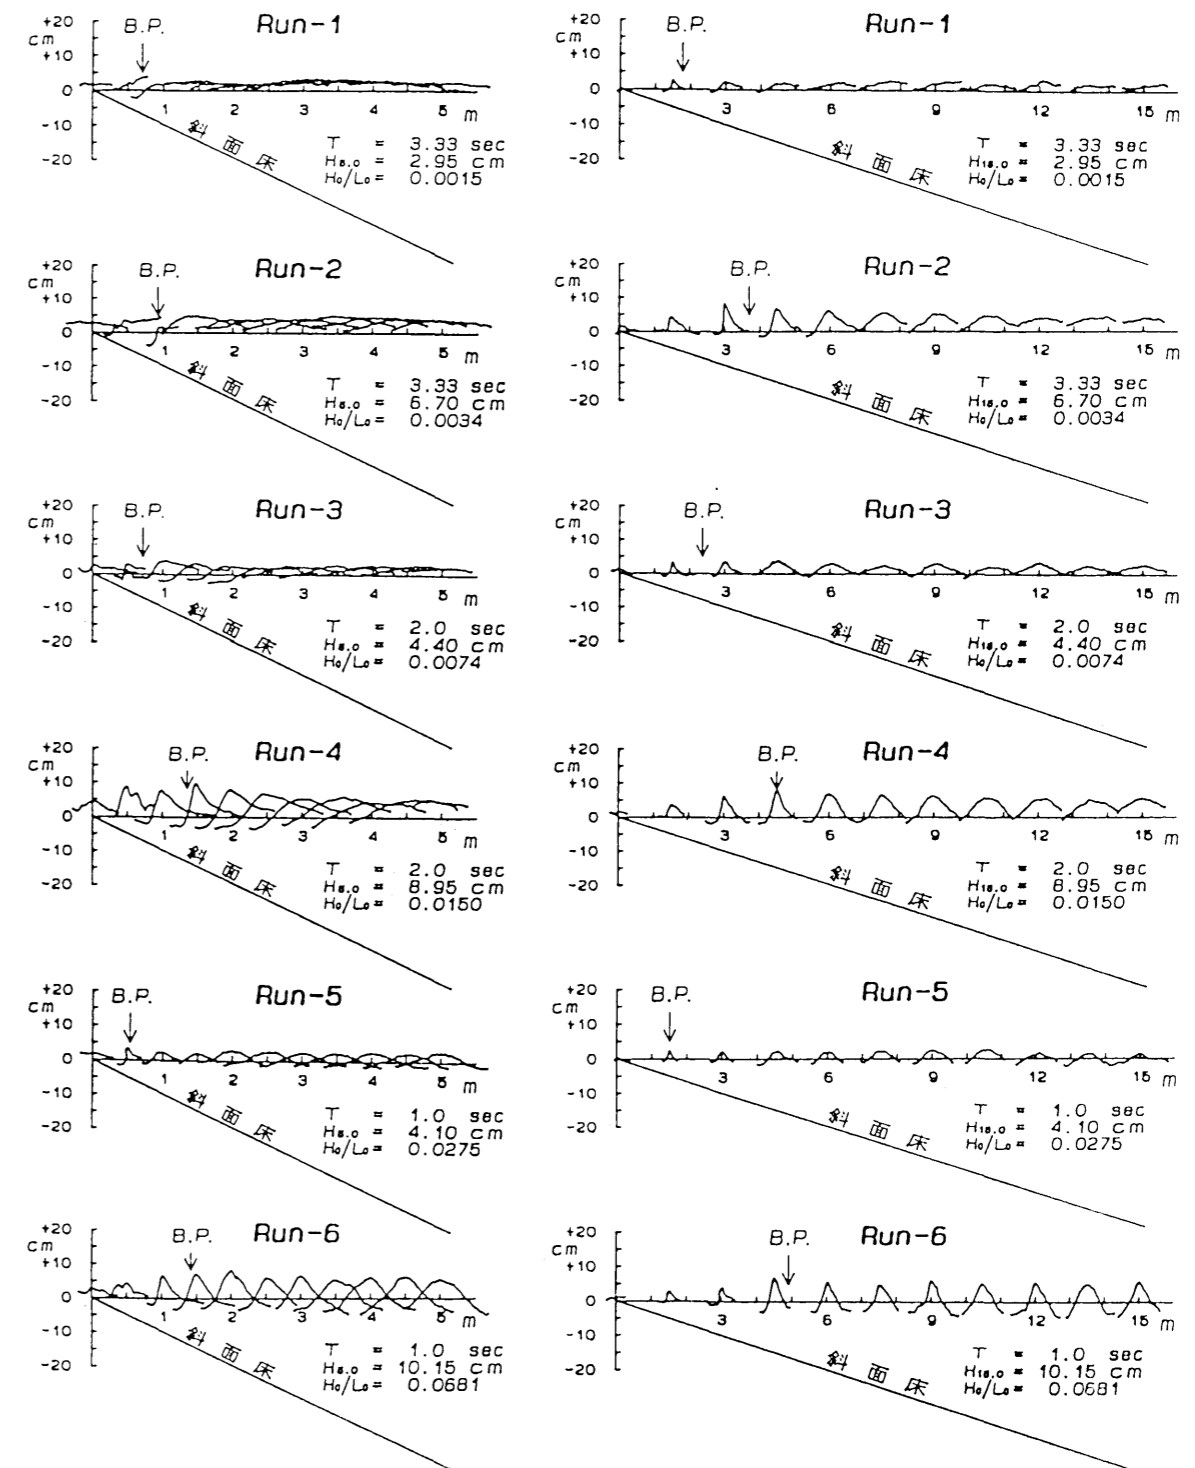 Run-1
B.P.
+20
cm
+10
0
-10
-20
1 2 3 4 5 m
斜面床
T = 3.33 sec
H5.0 = 2.95 cm
H0/L0 = 0.0015
Run-1
B.P.
+20
cm
+10
0
-10
-20
3 6 9 12 15 m
斜面床
T = 3.33 sec
H15.0 = 2.95 cm
H0/L0 = 0.0015
Run-2
B.P.
+20
cm
+10
0
-10
-20
1 2 3 4 5 m
斜面床
T = 3.33 sec
H5.0 = 6.70 cm
H0/L0 = 0.0034
Run-2
B.P.
+20
cm
+10
0
-10
-20
3 6 9 12 15 m
斜面床
T = 3.33 sec
H15.0 = 6.70 cm
H0/L0 = 0.0034
Run-3
B.P.
+20
cm
+10
0
-10
-20
1 2 3 4 5 m
斜面床
T = 2.0 sec
H5.0 = 4.40 cm
H0/L0 = 0.0074
Run-3
B.P.
+20
cm
+10
0
-10
-20
3 6 9 12 15 m
斜面床
T = 2.0 sec
H15.0 = 4.40 cm
H0/L0 = 0.0074
Run-4
B.P.
+20
cm
+10
0
-10
-20
1 2 3 4 5 m
斜面床
T = 2.0 sec
H5.0 = 8.95 cm
H0/L0 = 0.0150
Run-4
B.P.
+20
cm
+10
0
-10
-20
3 6 9 12 15 m
斜面床
T = 2.0 sec
H15.0 = 8.95 cm
H0/L0 = 0.0150
Run-5
B.P.
+20
cm
+10
0
-10
-20
1 2 3 4 5 m
斜面床
T = 1.0 sec
H5.0 = 4.10 cm
H0/L0 = 0.0275
Run-5
B.P.
+20
cm
+10
0
-10
-20
3 6 9 12 15 m
斜面床
T = 1.0 sec
H15.0 = 4.10 cm
H0/L0 = 0.0275
Run-6
B.P.
+20
cm
+10
0
-10
-20
1 2 3 4 5 m
斜面床
T = 1.0 sec
H5.0 = 10.15 cm
H0/L0 = 0.0681
Run-6
B.P.
+20
cm
+10
0
-10
-20
3 6 9 12 15 m
斜面床
T = 1.0 sec
H15.0 = 10.15 cm
H0/L0 = 0.0681